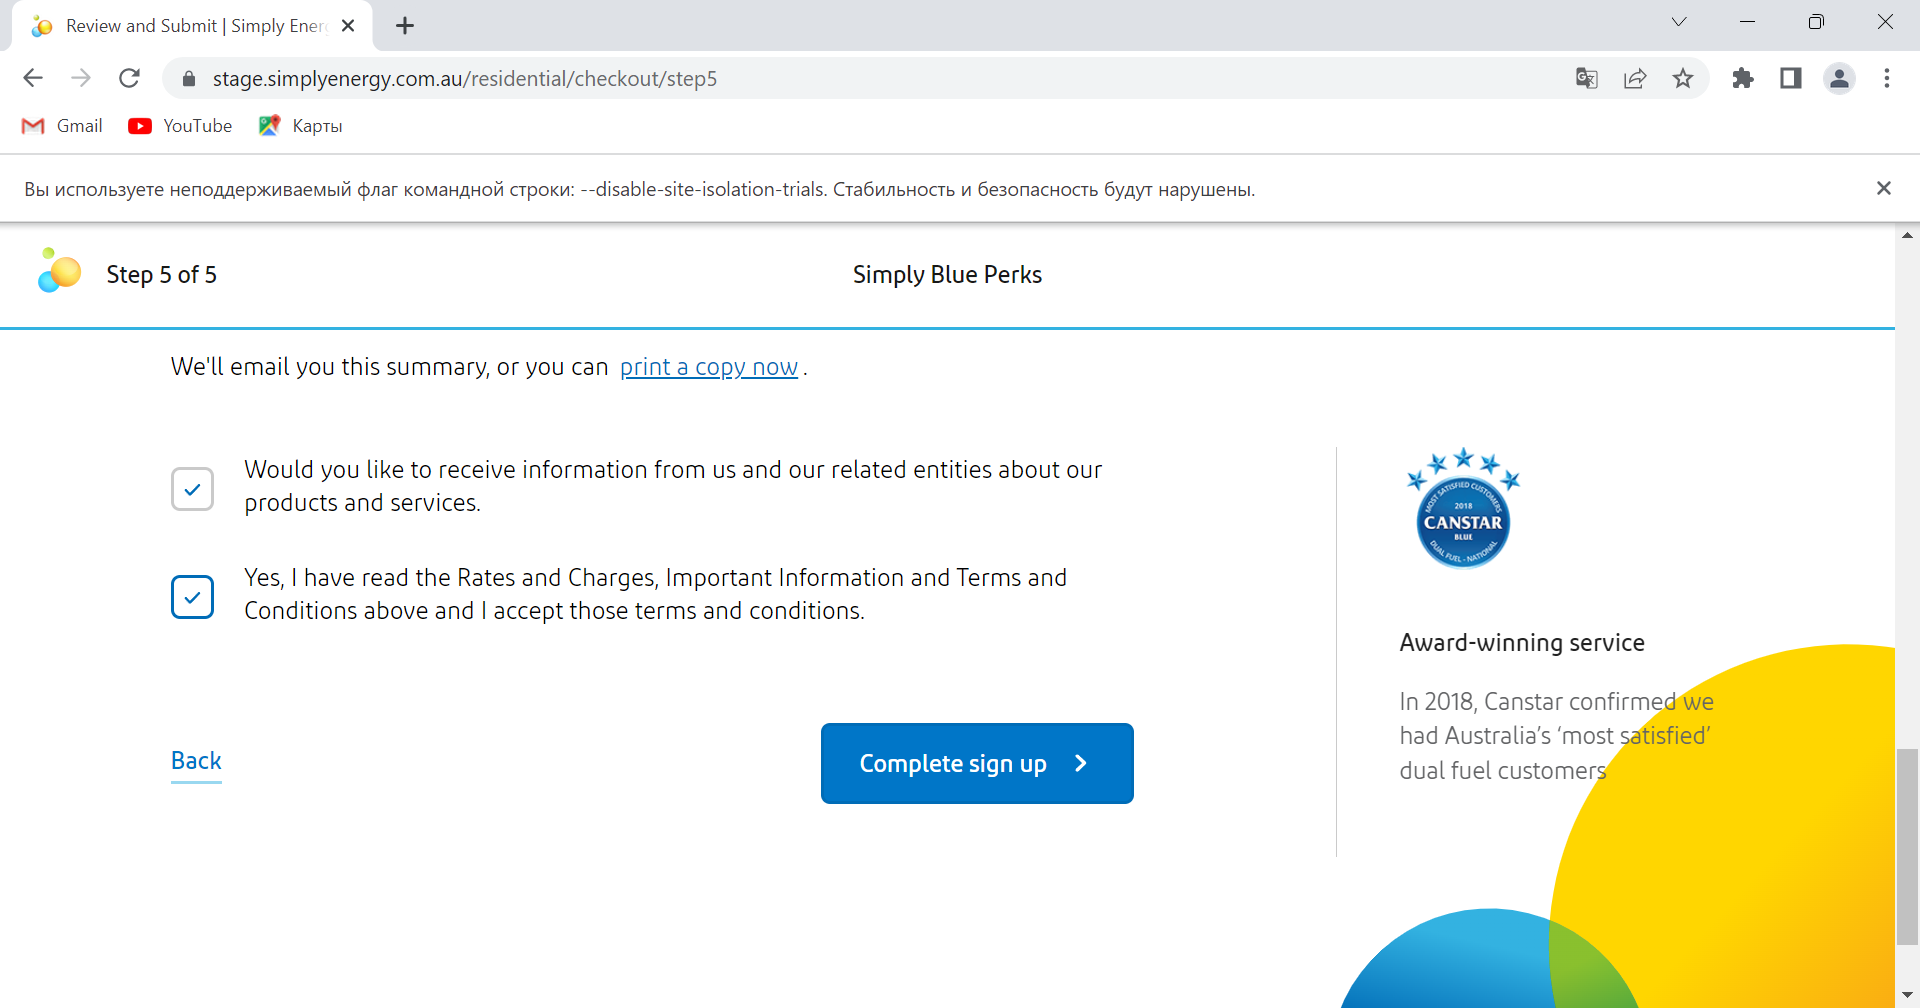 Review and Submit | Simply Ener
stage.simplyenergy.com.au/residential/checkout/step5
Gmail YouTube Карты
Вы используете неподдерживаемый флаг командной строки: --disable-site-isolation-trials. Стабильность и безопасность будут нарушены.
Step 5 of 5
Simply Blue Perks
We'll email you this summary, or you can print a copy now.
Would you like to receive information from us and our related entities about our
products and services.
Yes, I have read the Rates and Charges, Important Information and Terms and
Conditions above and I accept those terms and conditions.
Back
Complete sign up
MOST SATISFIED CUSTOMERS
2018
CANSTAR
BLUE
DUAL FUEL - NATIONAL
Award-winning service
In 2018, Canstar confirmed we
had Australia's ‘most satisfied’
dual fuel customers